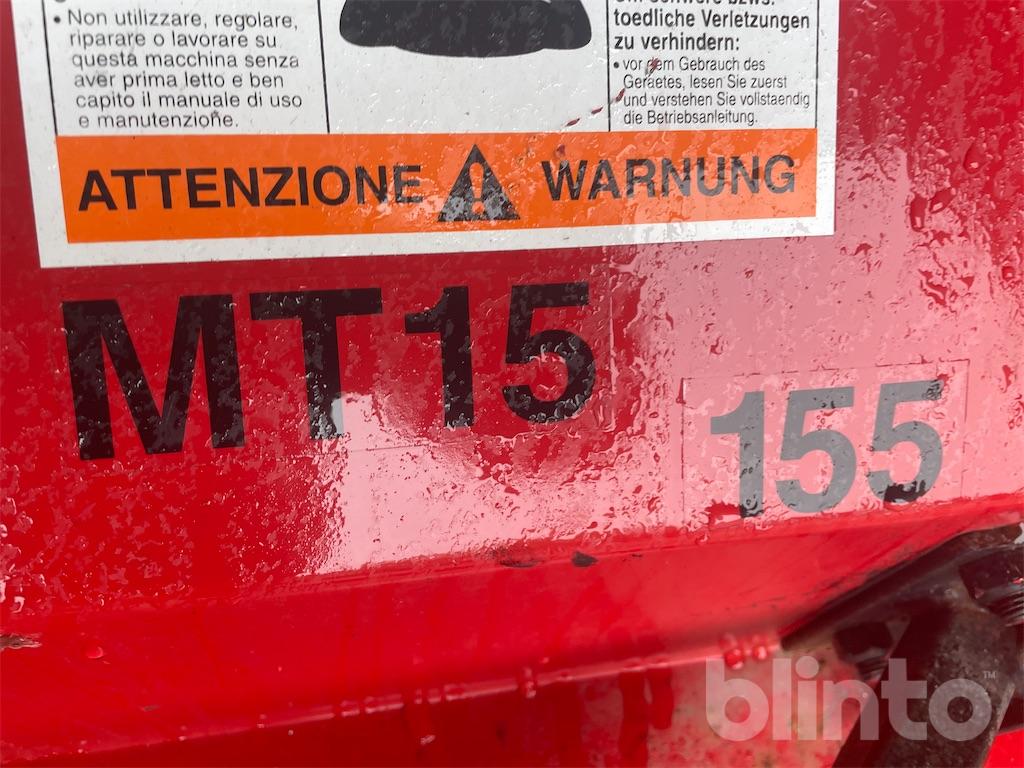 • Non utilizzare, regolare,
riparare o lavorare su
questa macchina senza
aver prima letto e ben
capito il manuale di uso
e manutenzione.
toedliche Verletzungen
zu verhindern:
• vor dem Gebrauch des
Geraetes, lesen Sie zuerst
und verstehen Sie vollstaendig
die Betriebsanleitung.
ATTENZIONE WARNUNG
MT15
155
blinto™